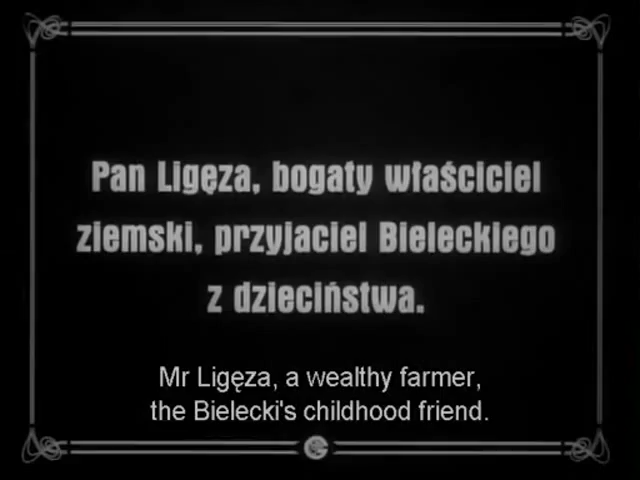 Pan Ligęza, bogaty właściciel
ziemski, przyjaciel Bieleckiego
z dzieciństwa.
Mr Ligęza, a wealthy farmer,
the Bielecki's childhood friend.